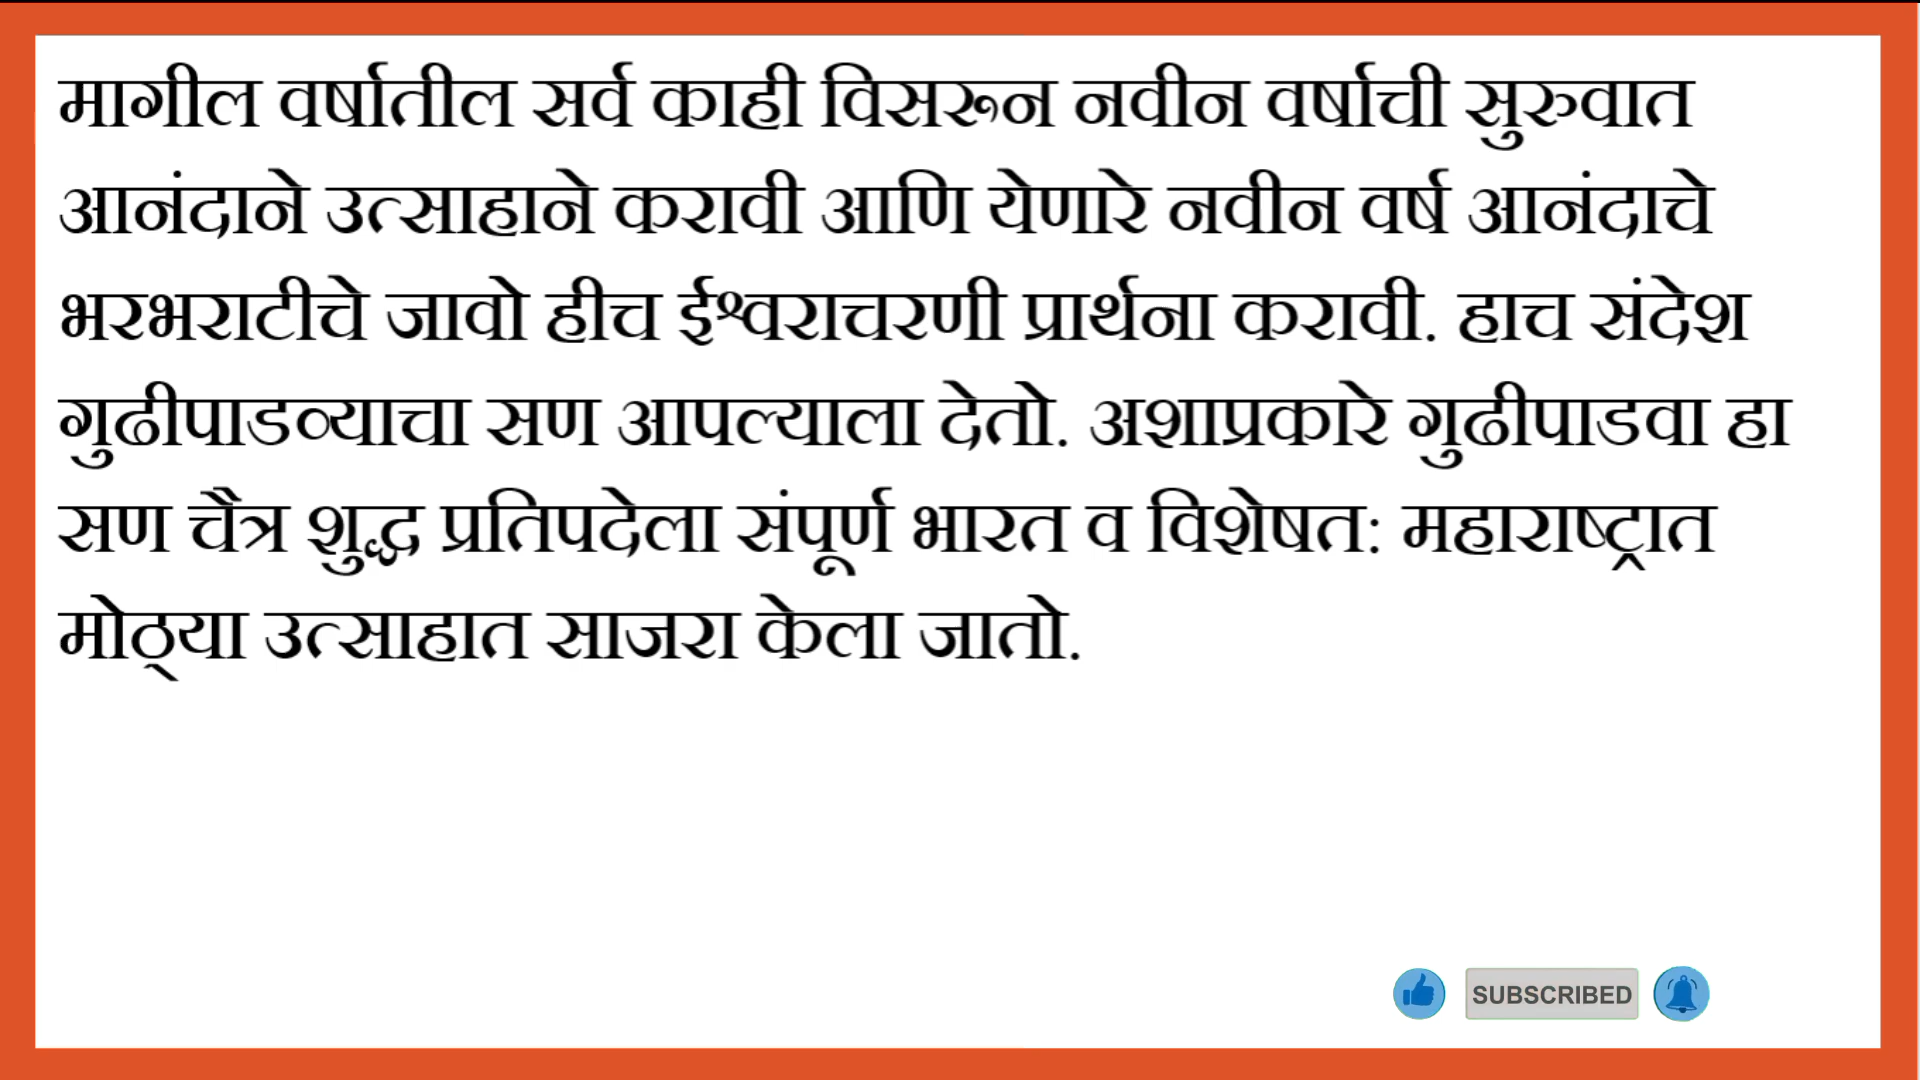 मागील वर्षातील सर्व काही विसरून नवीन वर्षाची सुरुवात
आनंदाने उत्साहाने करावी आणि येणारे नवीन वर्ष आनंदाचे
भरभराटीचे जावो हीच ईश्वराचरणी प्रार्थना करावी. हाच संदेश
गुढीपाडव्याचा सण आपल्याला देतो. अशाप्रकारे गुढीपाडवा हा
सण चैत्र शुद्ध प्रतिपदेला संपूर्ण भारत व विशेषत: महाराष्ट्रात
मोठ्या उत्साहात साजरा केला जातो.
SUBSCRIBED